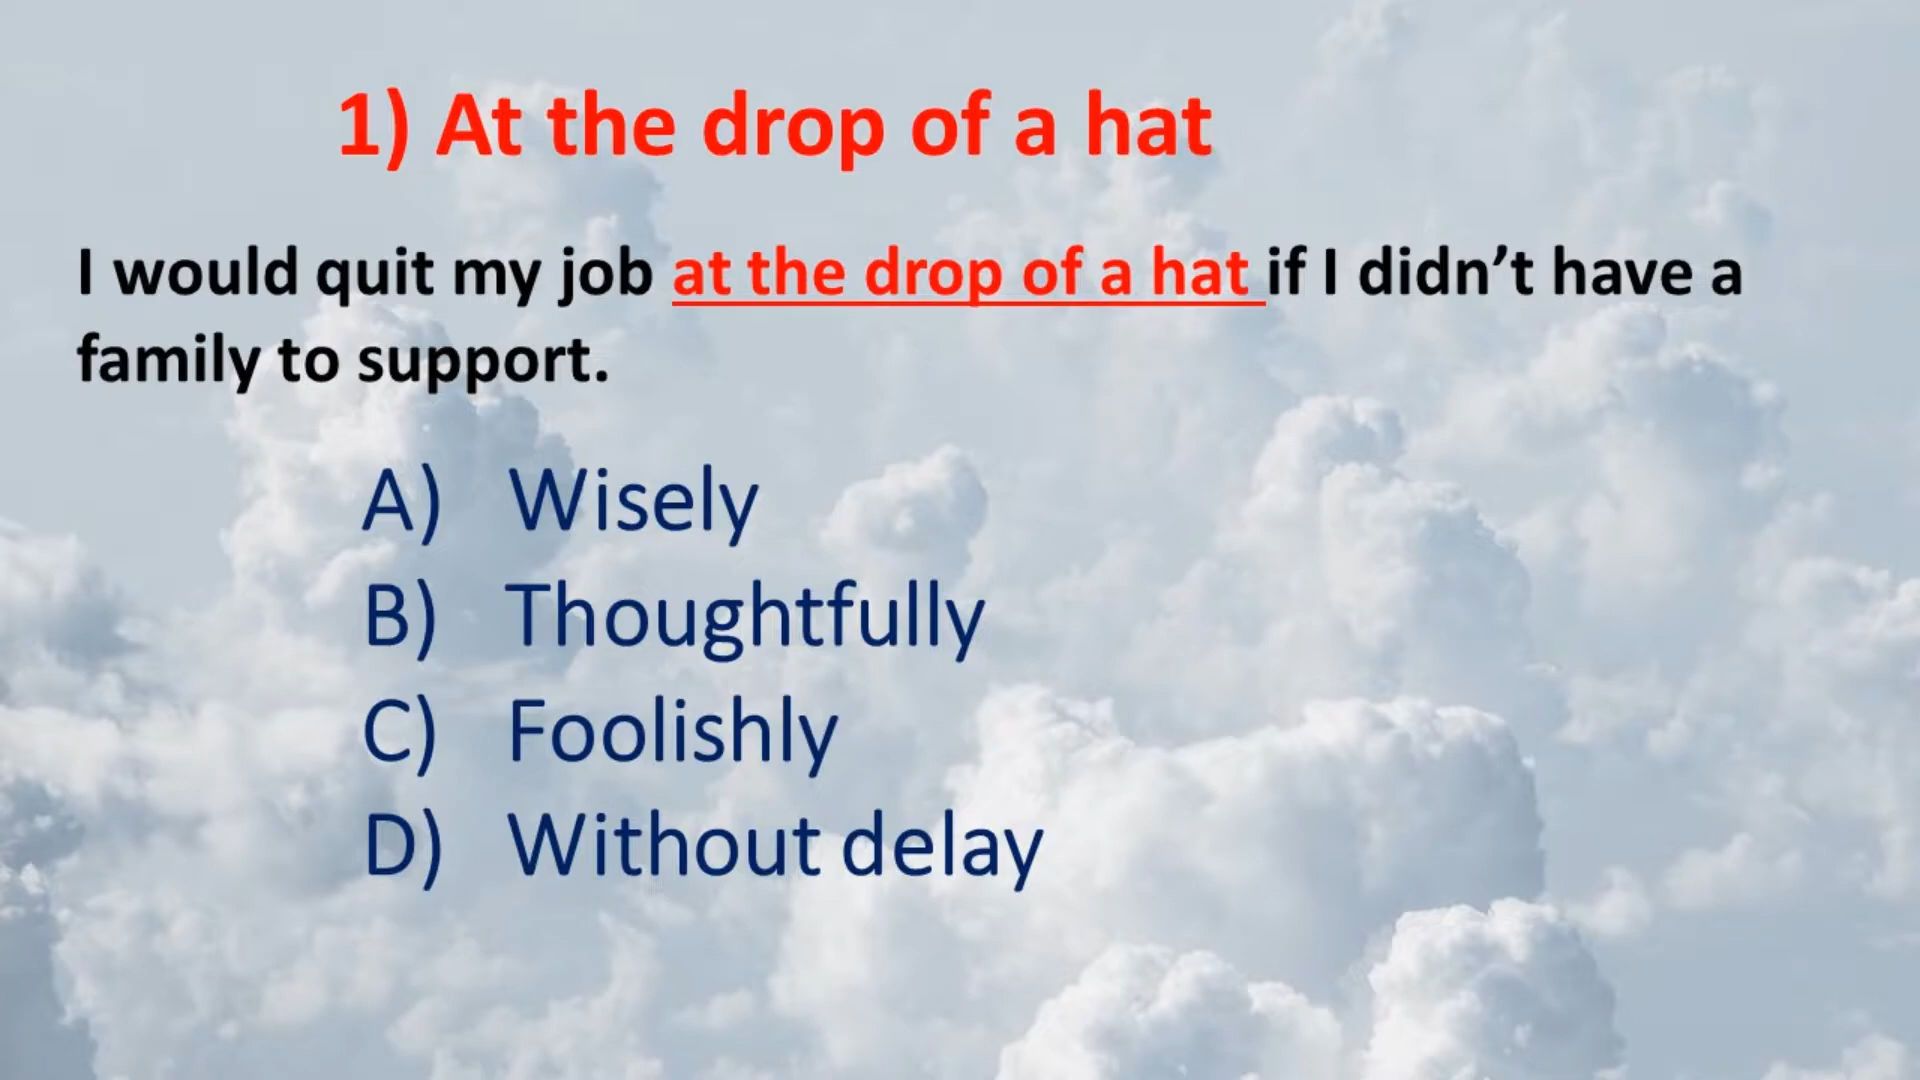 1) At the drop of a hat
I would quit my job at the drop of a hat if I didn’t have a
family to support.
A) Wisely
B) Thoughtfully
C) Foolishly
D) Without delay